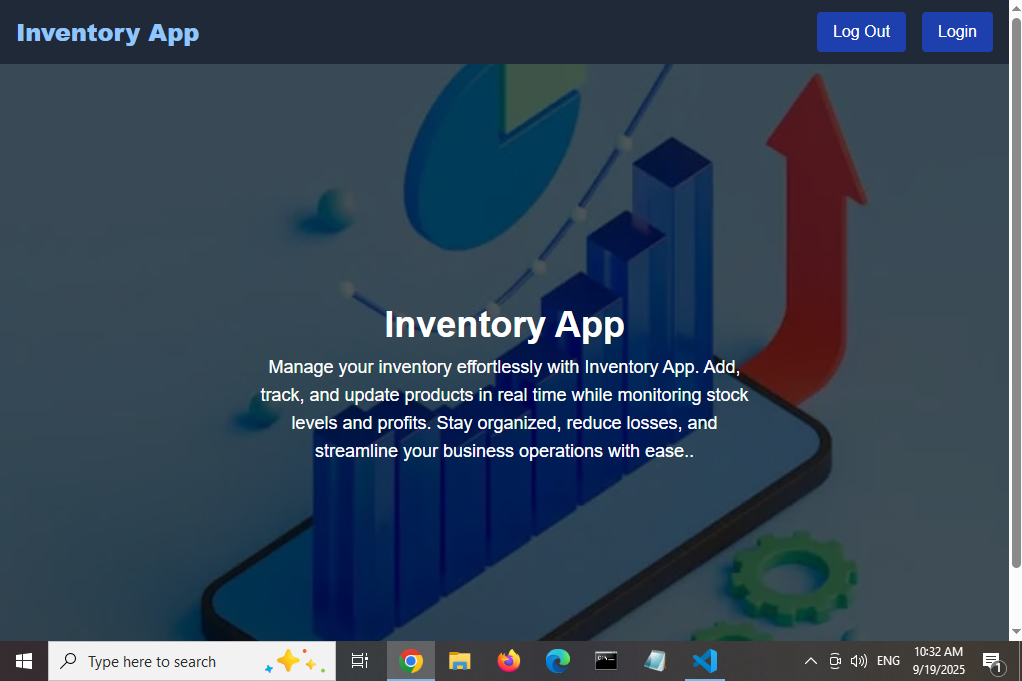 Inventory App
Log Out
Login
Inventory App
Manage your inventory effortlessly with Inventory App. Add,
track, and update products in real time while monitoring stock
levels and profits. Stay organized, reduce losses, and
streamline your business operations with ease..
Type here to search
ENG
10:32 AM
9/19/2025
1